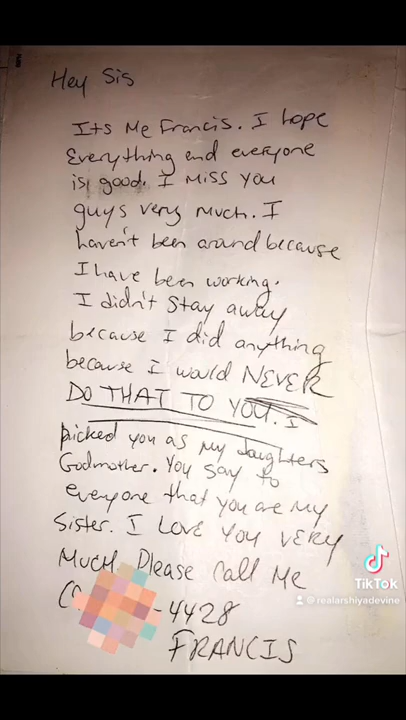 Hey Sis
Its Me Francis. I hope
Everything and everyone
is good. I Miss you
guys very much. I
haven't been around because
I have been working.
I didn't stay away
because I did anything
because I would NEVER
DO THAT TO YOU. I
picked you as my daughters
Godmother. You say to
everyone that you are my
Sister. I Love You VERY
Much. Please Call Me
-4428
FRANCIS
TikTok
@realarshiyadevine